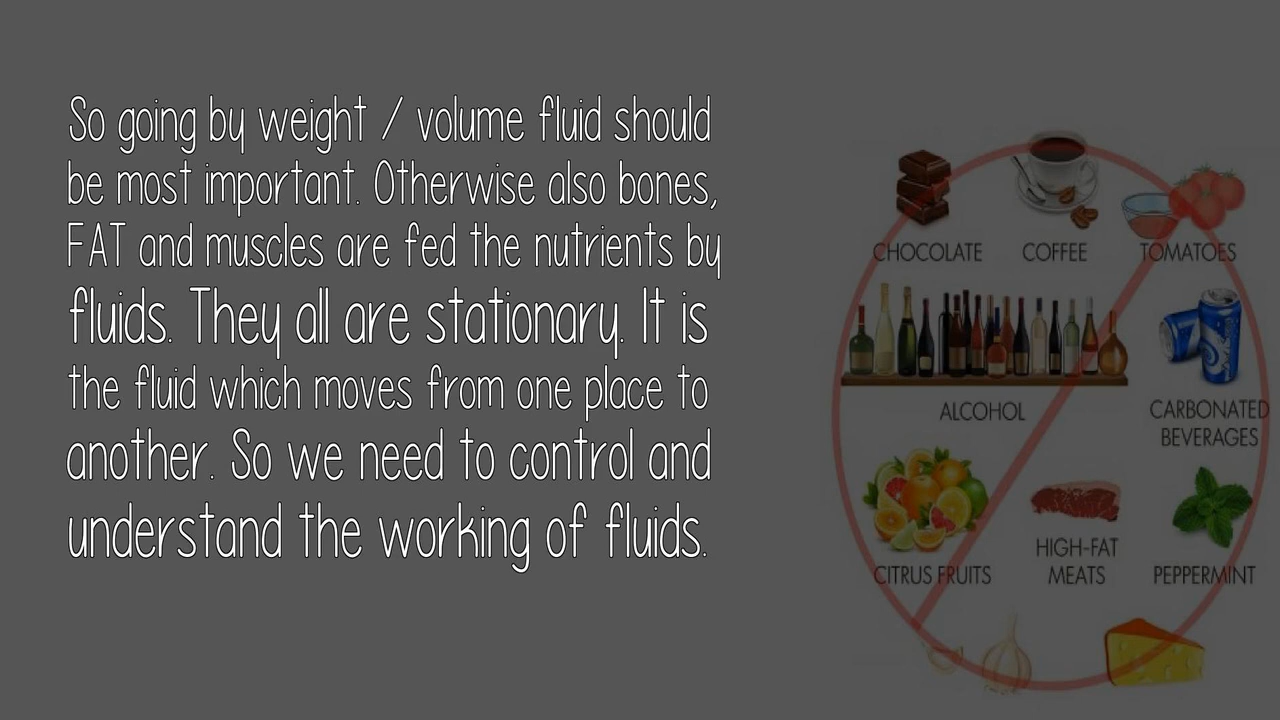 So going by weight / volume fluid should
be most important. Otherwise also bones,
FAT and muscles are fed the nutrients by
fluids. They all are stationary. It is
the fluid which moves from one place to
another. So we need to control and
understand the working of fluids.
CHOCOLATE
COFFEE
TOMATOES
ALCOHOL
CARBONATED
BEVERAGES
CITRUS FRUITS
HIGH-FAT
MEATS
PEPPERMINT